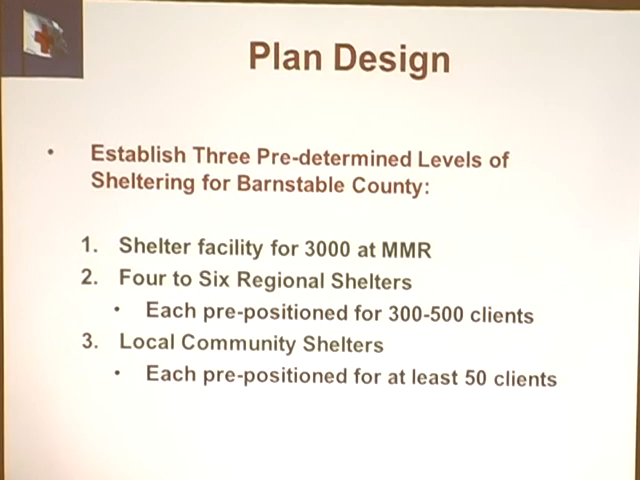 Plan Design
• Establish Three Pre-determined Levels of
Sheltering for Barnstable County:
1. Shelter facility for 3000 at MMR
2. Four to Six Regional Shelters
• Each pre-positioned for 300-500 clients
3. Local Community Shelters
• Each pre-positioned for at least 50 clients